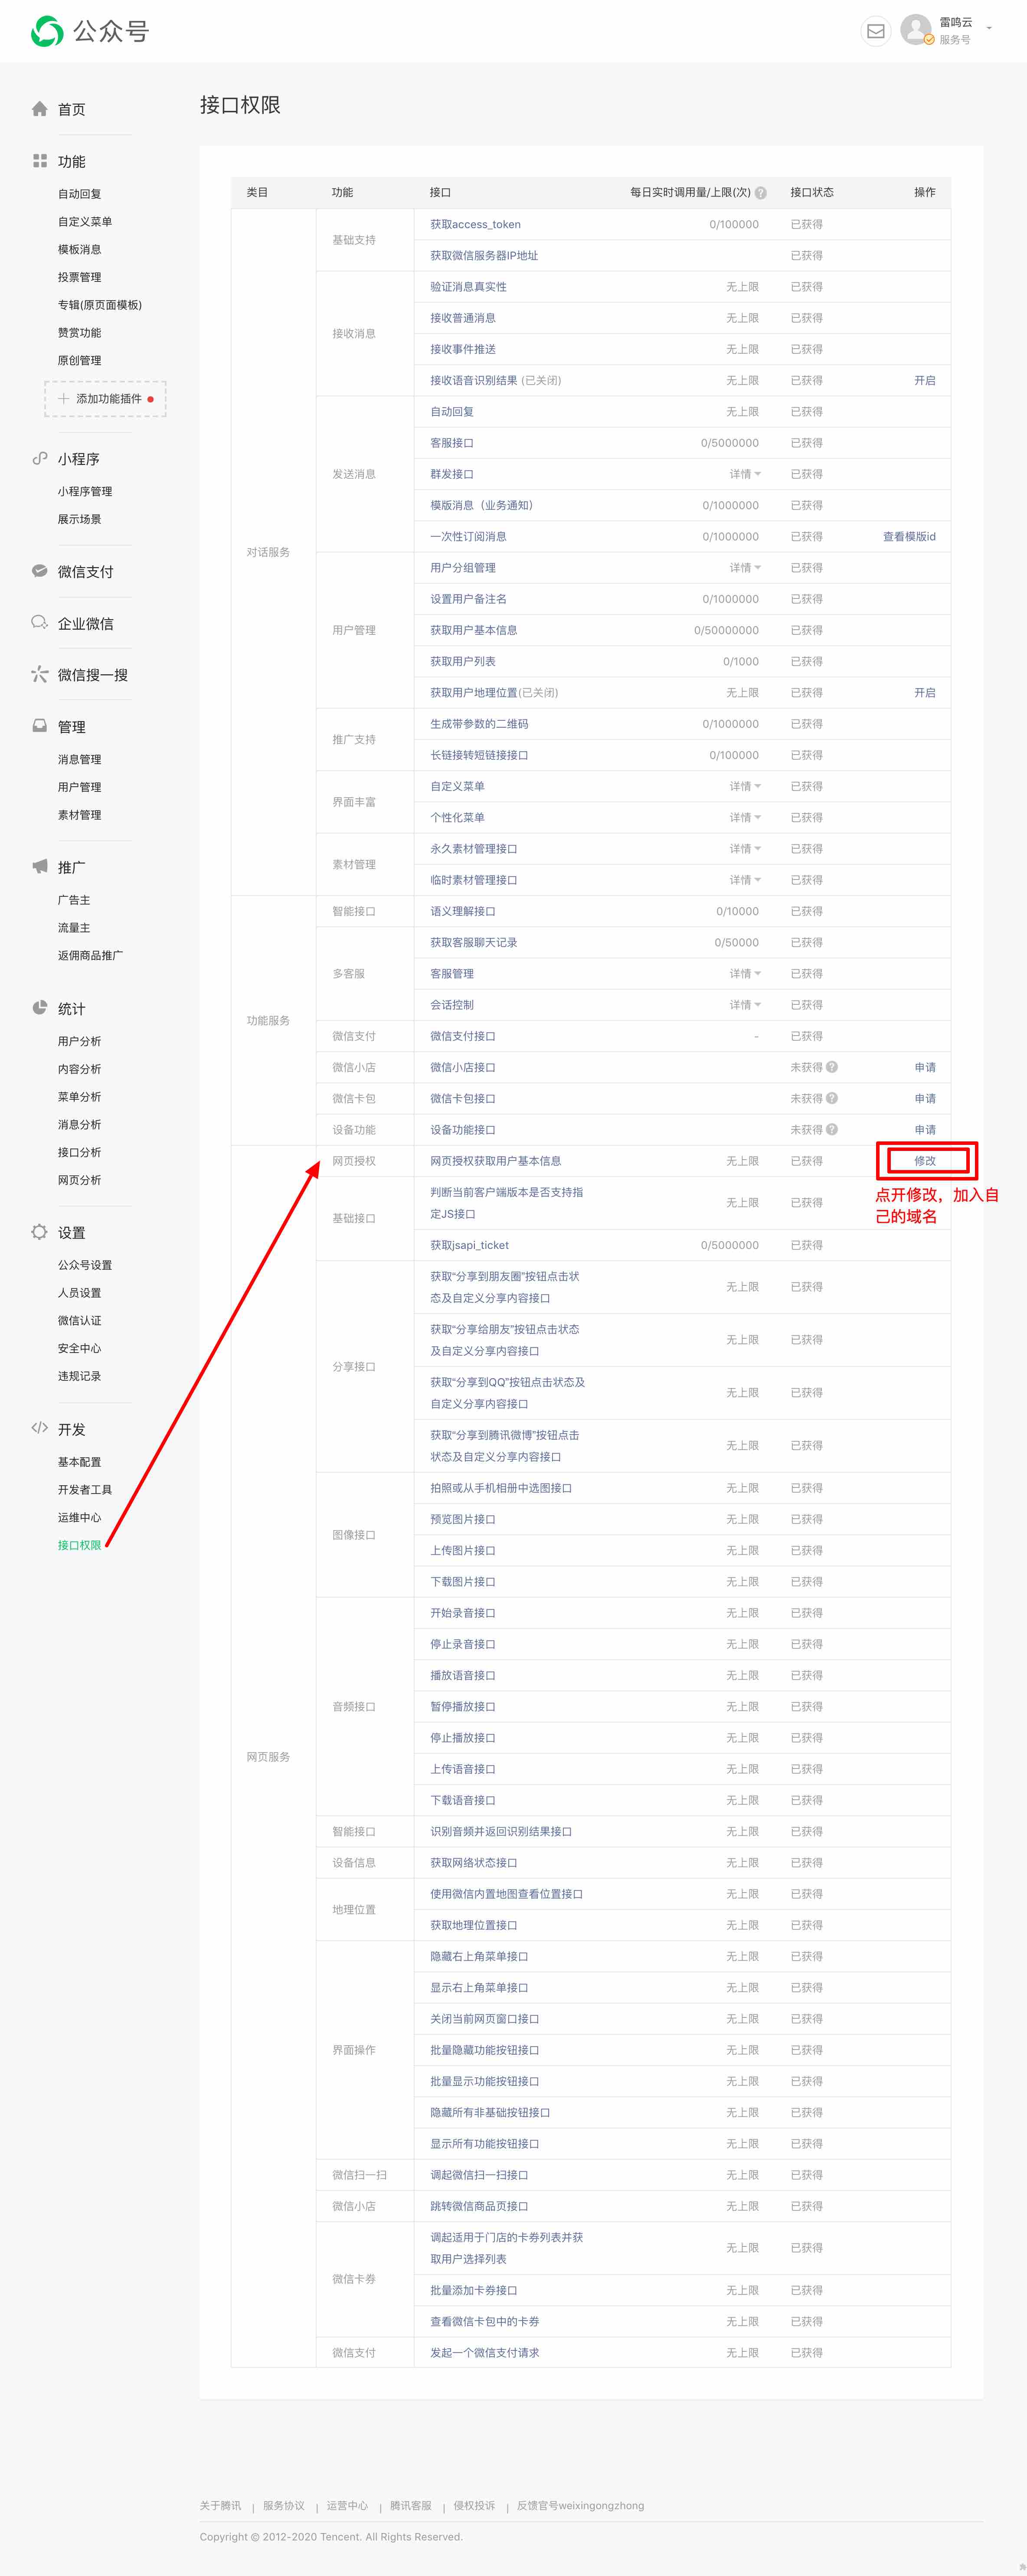 公众号
雷鸣云
服务号
首页
功能
自动回复
自定义菜单
模板消息
投票管理
专辑(原页面模板)
赞赏功能
原创管理
添加功能插件
小程序
小程序管理
展示场景
微信支付
企业微信
微信搜一搜
管理
消息管理
用户管理
素材管理
推广
广告主
流量主
返佣商品推广
统计
用户分析
内容分析
菜单分析
消息分析
接口分析
网页分析
设置
公众号设置
人员设置
微信认证
安全中心
违规记录
开发
基本配置
开发者工具
运维中心
接口权限
接口权限
类目 功能 接口 每日实时调用量/上限(次) 接口状态 操作
对话服务
基础支持
获取access_token 0/100000 已获得
获取微信服务器IP地址 已获得
接收消息
验证消息真实性 无上限 已获得
接收普通消息 无上限 已获得
接收事件推送 无上限 已获得
接收语音识别结果 (已关闭) 无上限 已获得 开启
发送消息
自动回复 无上限 已获得
客服接口 0/5000000 已获得
群发接口 详情 已获得
模版消息（业务通知） 0/1000000 已获得
一次性订阅消息 0/1000000 已获得 查看模版id
用户管理
用户分组管理 详情 已获得
设置用户备注名 0/1000000 已获得
获取用户基本信息 0/50000000 已获得
获取用户列表 0/1000 已获得
获取用户地理位置(已关闭) 无上限 已获得 开启
推广支持
生成带参数的二维码 0/1000000 已获得
长链接转短链接接口 0/100000 已获得
界面丰富
自定义菜单 详情 已获得
个性化菜单 详情 已获得
素材管理
永久素材管理接口 详情 已获得
临时素材管理接口 详情 已获得
功能服务
智能接口 语义理解接口 0/10000 已获得
多客服
获取客服聊天记录 0/50000 已获得
客服管理 详情 已获得
会话控制 详情 已获得
微信支付 微信支付接口 - 已获得
微信小店 微信小店接口 未获得 申请
微信卡包 微信卡包接口 未获得 申请
设备功能 设备功能接口 未获得 申请
网页服务
网页授权 网页授权获取用户基本信息 无上限 已获得 修改
点开修改，加入自
己的域名
基础接口
判断当前客户端版本是否支持指
定JS接口 无上限 已获得
获取jsapi_ticket 0/5000000 已获得
分享接口
获取“分享到朋友圈”按钮点击状
态及自定义分享内容接口 无上限 已获得
获取“分享给朋友”按钮点击状态
及自定义分享内容接口 无上限 已获得
获取“分享到QQ”按钮点击状态及
自定义分享内容接口 无上限 已获得
获取“分享到腾讯微博”按钮点击
状态及自定义分享内容接口 无上限 已获得
图像接口
拍照或从手机相册中选图接口 无上限 已获得
预览图片接口 无上限 已获得
上传图片接口 无上限 已获得
下载图片接口 无上限 已获得
音频接口
开始录音接口 无上限 已获得
停止录音接口 无上限 已获得
播放语音接口 无上限 已获得
暂停播放接口 无上限 已获得
停止播放接口 无上限 已获得
上传语音接口 无上限 已获得
下载语音接口 无上限 已获得
智能接口 识别音频并返回识别结果接口 无上限 已获得
设备信息 获取网络状态接口 无上限 已获得
地理位置
使用微信内置地图查看位置接口 无上限 已获得
获取地理位置接口 无上限 已获得
界面操作
隐藏右上角菜单接口 无上限 已获得
显示右上角菜单接口 无上限 已获得
关闭当前网页窗口接口 无上限 已获得
批量隐藏功能按钮接口 无上限 已获得
批量显示功能按钮接口 无上限 已获得
隐藏所有非基础按钮接口 无上限 已获得
显示所有功能按钮接口 无上限 已获得
微信扫一扫 调起微信扫一扫接口 无上限 已获得
微信小店 跳转微信商品页接口 无上限 已获得
微信卡券
调起适用于门店的卡券列表并获
取用户选择列表 无上限 已获得
批量添加卡券接口 无上限 已获得
查看微信卡包中的卡券 无上限 已获得
微信支付 发起一个微信支付请求 无上限 已获得
关于腾讯 | 服务协议 | 运营中心 | 腾讯客服 | 侵权投诉 | 反馈官号weixingongzhong
Copyright © 2012-2020 Tencent. All Rights Reserved.